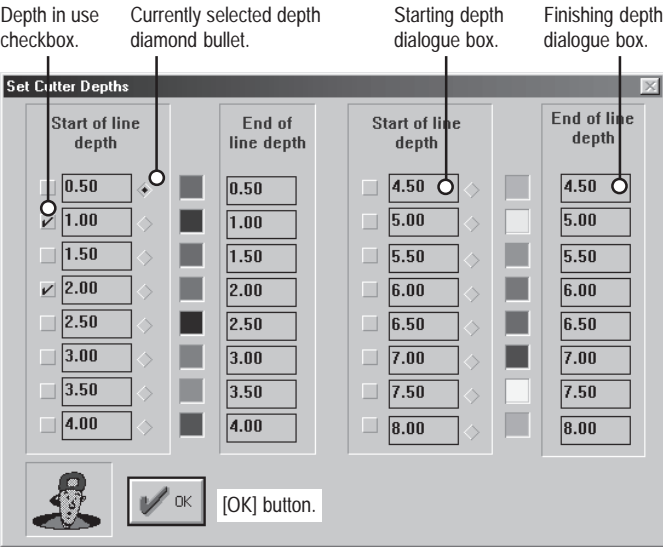 Depth in use checkbox.
Currently selected depth diamond bullet.
Starting depth dialogue box.
Finishing depth dialogue box.
Set Cutter Depths
Start of line depth
End of line depth
Start of line depth
End of line depth
0.50 0.50 4.50 4.50
1.00 1.00 5.00 5.00
1.50 1.50 5.50 5.50
2.00 2.00 6.00 6.00
2.50 2.50 6.50 6.50
3.00 3.00 7.00 7.00
3.50 3.50 7.50 7.50
4.00 4.00 8.00 8.00
OK
[OK] button.